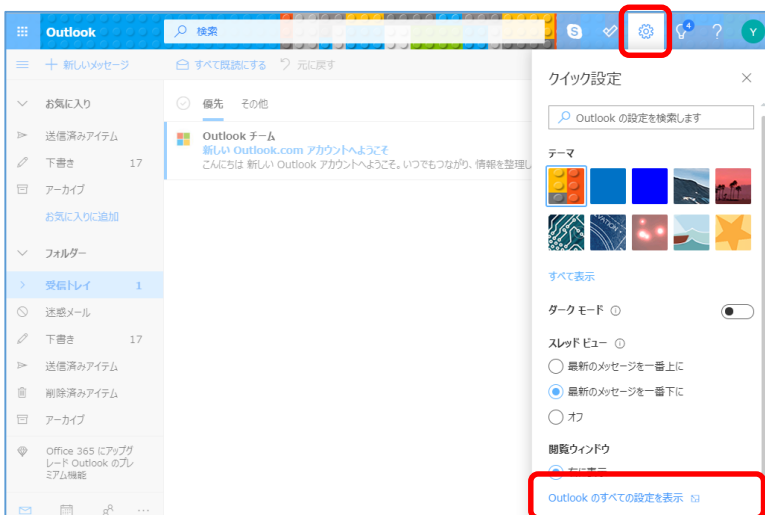 Outlook
検索
4
?
Y
新しいメッセージ
すべて既読にする 元に戻す
お気に入り
送信済みアイテム
下書き 17
アーカイブ
お気に入りに追加
フォルダー
受信トレイ 1
迷惑メール
下書き 17
送信済みアイテム
削除済みアイテム
アーカイブ
Office 365 にアップグ
レード Outlook のプレ
ミアム機能
優先 その他
Outlook チーム
新しい Outlook.com アカウントへようこそ
こんにちは 新しい Outlook アカウントへようこそ。いつでもつながり、情報を整理し
クイック設定
Outlook の設定を検索します
テーマ
すべて表示
ダーク モード
スレッド ビュー
最新のメッセージを一番上に
最新のメッセージを一番下に
オフ
閲覧ウィンドウ
右に表示
Outlook のすべての設定を表示